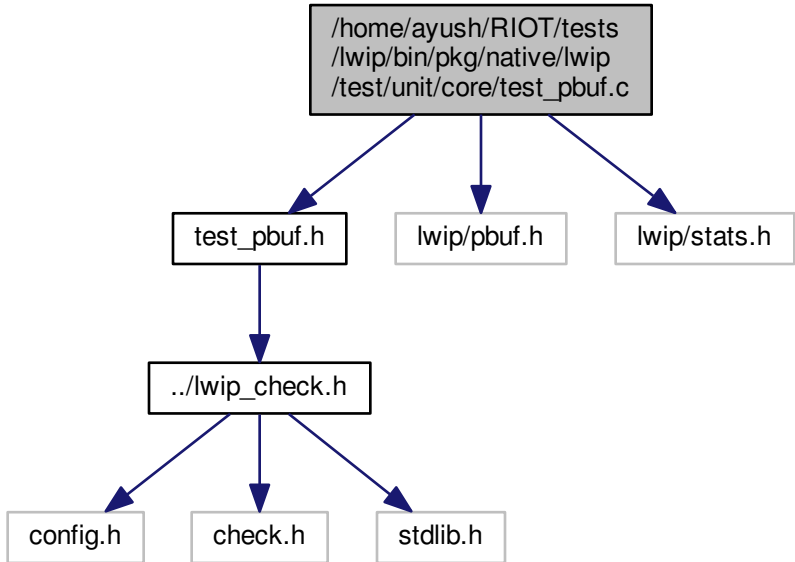 /home/ayush/RIOT/tests
/lwip/bin/pkg/native/lwip
/test/unit/core/test_pbuf.c
test_pbuf.h
lwip/pbuf.h
lwip/stats.h
../lwip_check.h
config.h
check.h
stdlib.h